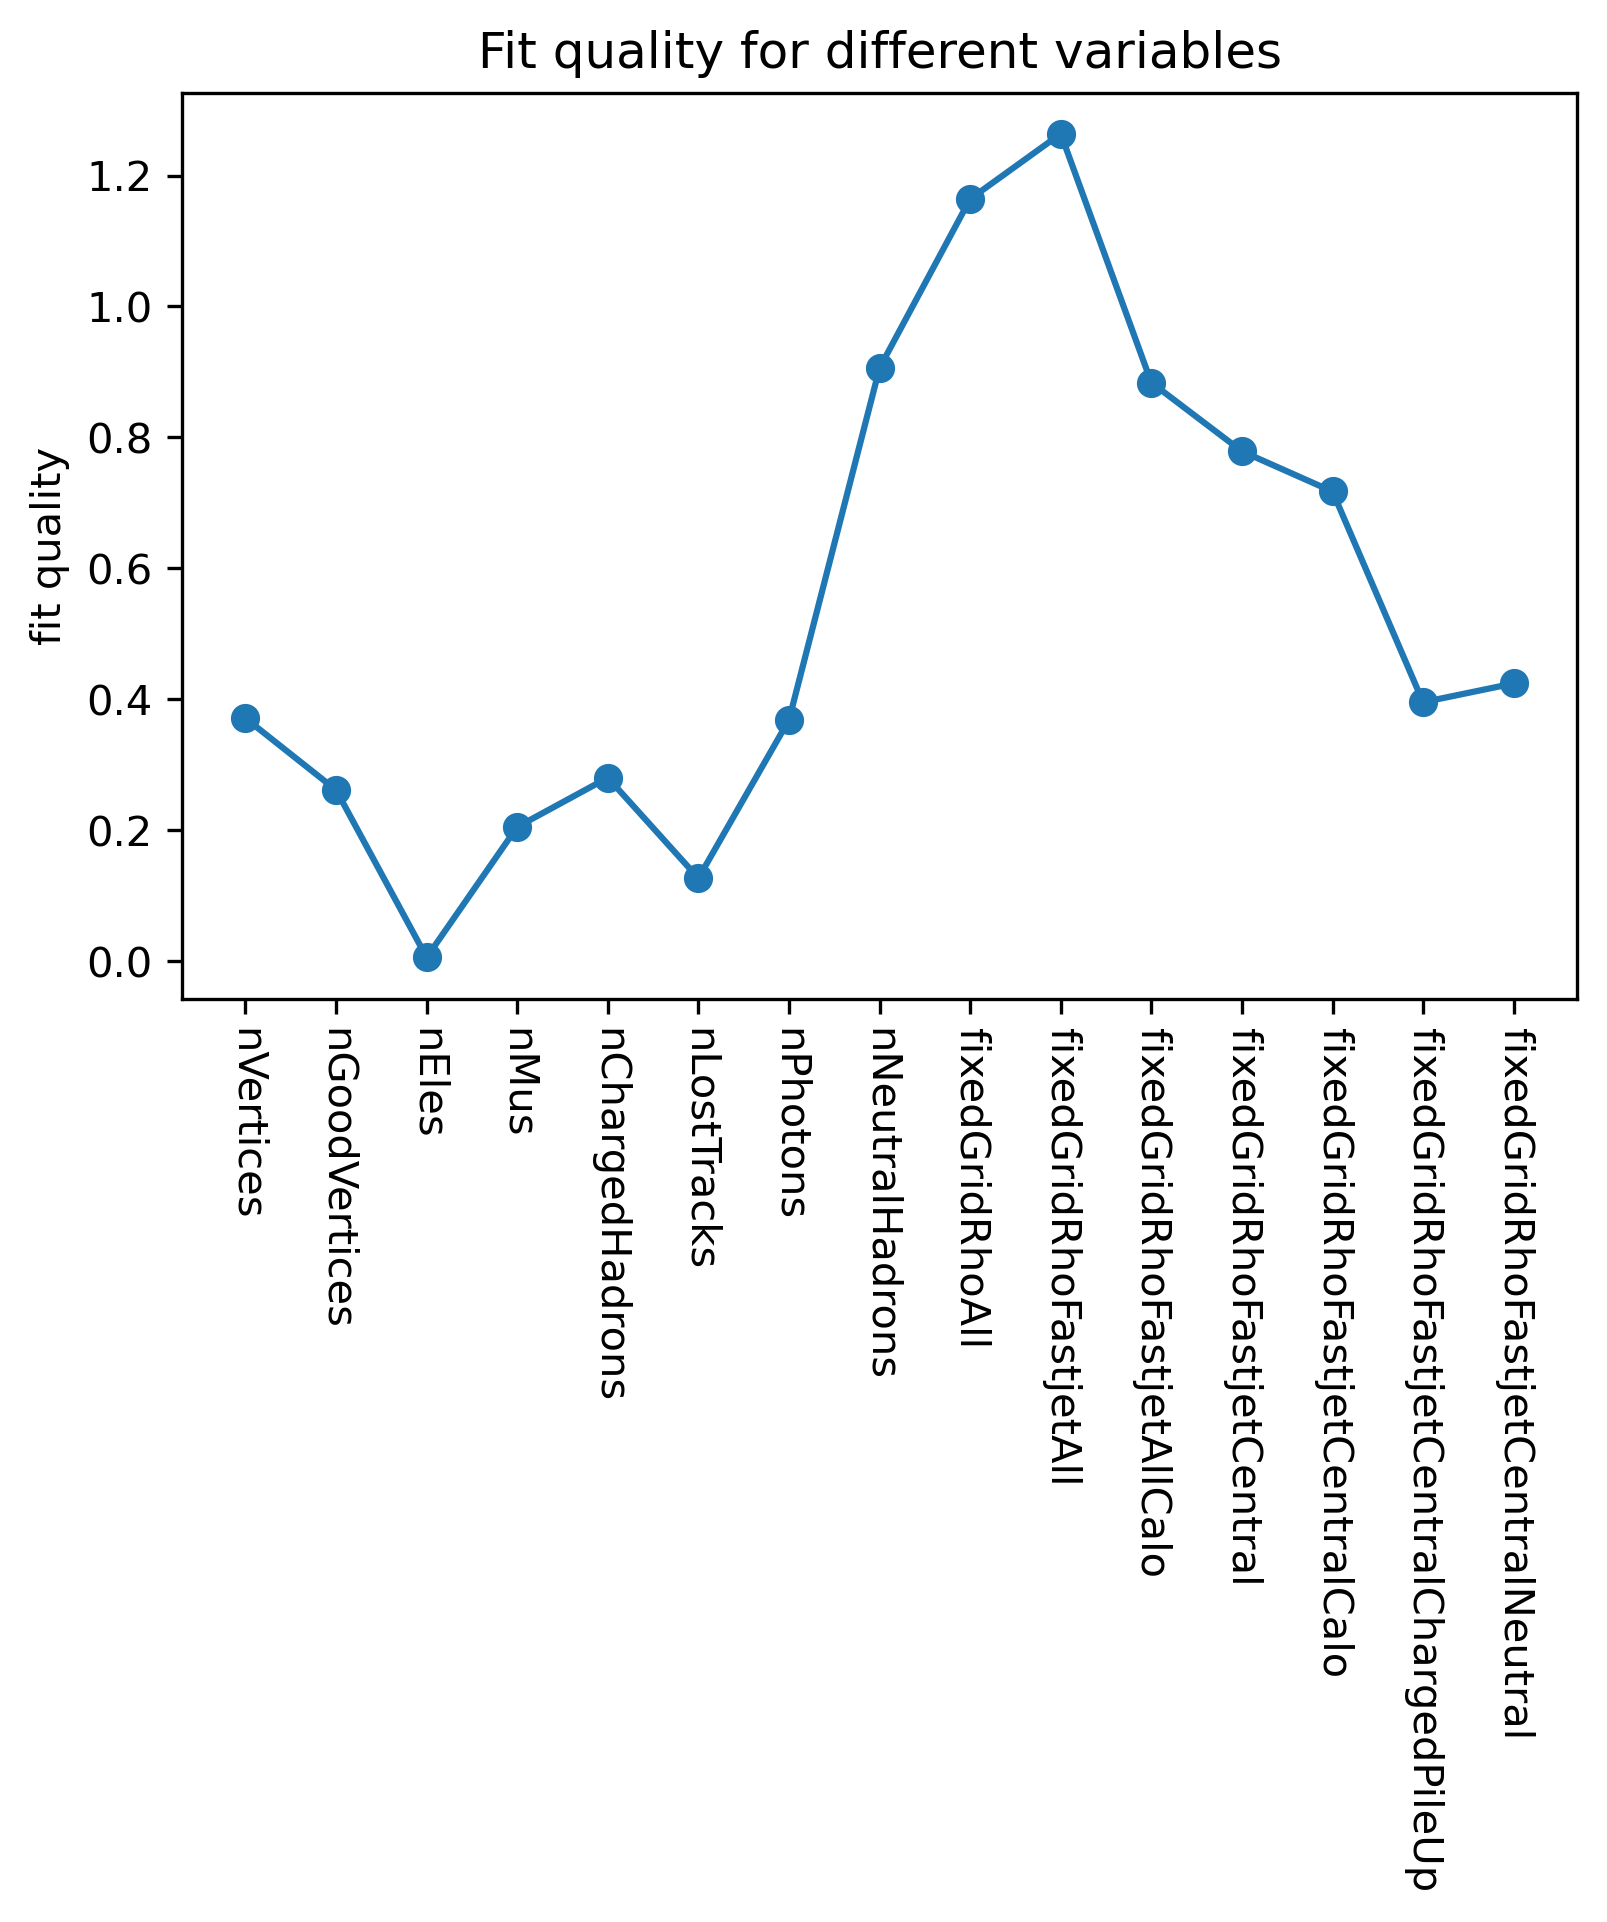 Fit quality for different variables
fit quality
1.2
1.0
0.8
0.6
0.4
0.2
0.0
nVertices
nGoodVertices
nEles
nMus
nChargedHadrons
nLostTracks
nPhotons
nNeutralHadrons
fixedGridRhoAll
fixedGridRhoFastjetAll
fixedGridRhoFastjetAllCalo
fixedGridRhoFastjetCentral
fixedGridRhoFastjetCentralCalo
fixedGridRhoFastjetCentralChargedPileUp
fixedGridRhoFastjetCentralNeutral